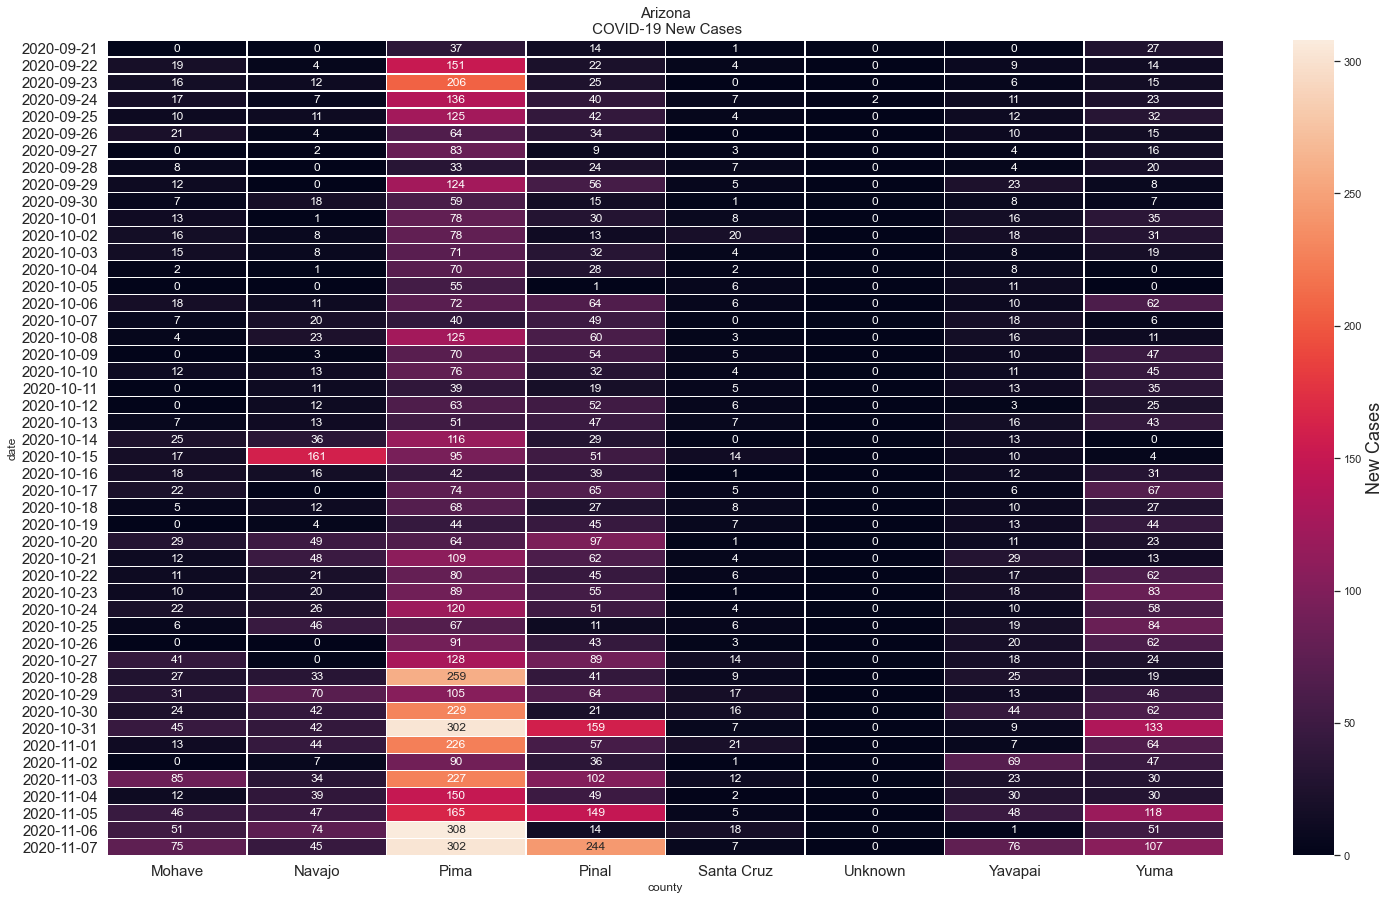 Arizona
COVID-19 New Cases
2020-09-21 0 0 37 14 1 0 0 27
2020-09-22 19 4 151 22 4 0 9 14
2020-09-23 16 12 206 25 0 0 6 15
2020-09-24 17 7 136 40 7 2 11 23
2020-09-25 10 11 125 42 4 0 12 32
2020-09-26 21 4 64 34 0 0 10 15
2020-09-27 0 2 83 9 3 0 4 16
2020-09-28 8 0 33 24 7 0 4 20
2020-09-29 12 0 124 56 5 0 23 8
2020-09-30 7 18 59 15 1 0 8 7
2020-10-01 13 1 78 30 8 0 16 35
2020-10-02 16 8 78 13 20 0 18 31
2020-10-03 15 8 71 32 4 0 8 19
2020-10-04 2 1 70 28 2 0 8 0
2020-10-05 0 0 55 1 6 0 11 0
2020-10-06 18 11 72 64 6 0 10 62
2020-10-07 7 20 40 49 0 0 18 6
2020-10-08 4 23 125 60 3 0 16 11
2020-10-09 0 3 70 54 5 0 10 47
2020-10-10 12 13 76 32 4 0 11 45
2020-10-11 0 11 39 19 5 0 13 35
2020-10-12 0 12 63 52 6 0 3 25
2020-10-13 7 13 51 47 7 0 16 43
2020-10-14 25 36 116 29 0 0 13 0
2020-10-15 17 161 95 51 14 0 10 4
2020-10-16 18 16 42 39 1 0 12 31
2020-10-17 22 0 74 65 5 0 6 67
2020-10-18 5 12 68 27 8 0 10 27
2020-10-19 0 4 44 45 7 0 13 44
2020-10-20 29 49 64 97 1 0 11 23
2020-10-21 12 48 109 62 4 0 29 13
2020-10-22 11 21 80 45 6 0 17 62
2020-10-23 10 20 89 55 1 0 18 83
2020-10-24 22 26 120 51 4 0 10 58
2020-10-25 6 46 67 11 6 0 19 84
2020-10-26 0 0 91 43 3 0 20 62
2020-10-27 41 0 128 89 14 0 18 24
2020-10-28 27 33 259 41 9 0 25 19
2020-10-29 31 70 105 64 17 0 13 46
2020-10-30 24 42 229 21 16 0 44 62
2020-10-31 45 42 302 159 7 0 9 133
2020-11-01 13 44 226 57 21 0 7 64
2020-11-02 0 7 90 36 1 0 69 47
2020-11-03 85 34 227 102 12 0 23 30
2020-11-04 12 39 150 49 2 0 30 30
2020-11-05 46 47 165 149 5 0 48 118
2020-11-06 51 74 308 14 18 0 1 51
2020-11-07 75 45 302 244 7 0 76 107
Mohave Navajo Pima Pinal Santa Cruz Unknown Yavapai Yuma
county
date
300
250
200
150
100
50
0
New Cases